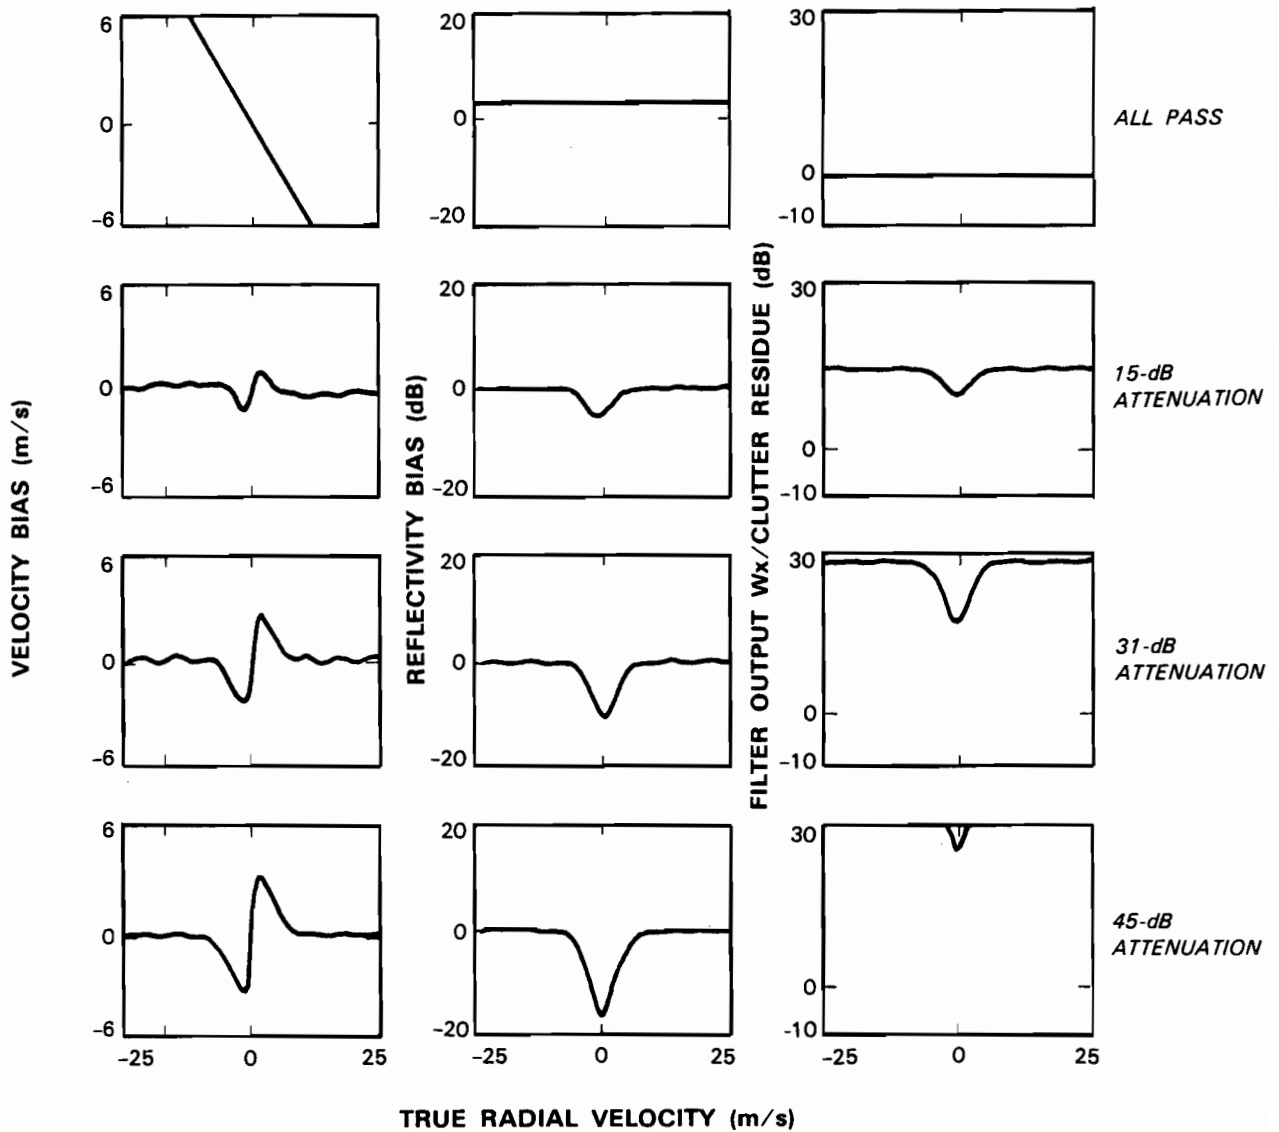 6
0
-6
20
0
-20
30
0
-10
ALL PASS
6
0
-6
20
0
-20
30
0
-10
15-dB
ATTENUATION
6
0
-6
20
0
-20
30
0
-10
31-dB
ATTENUATION
6
0
-6
20
0
-20
30
0
-10
45-dB
ATTENUATION
-25 0 25
-25 0 25
-25 0 25
VELOCITY BIAS (m/s)
REFLECTIVITY BIAS (dB)
FILTER OUTPUT Wx/CLUTTER RESIDUE (dB)
TRUE RADIAL VELOCITY (m/s)